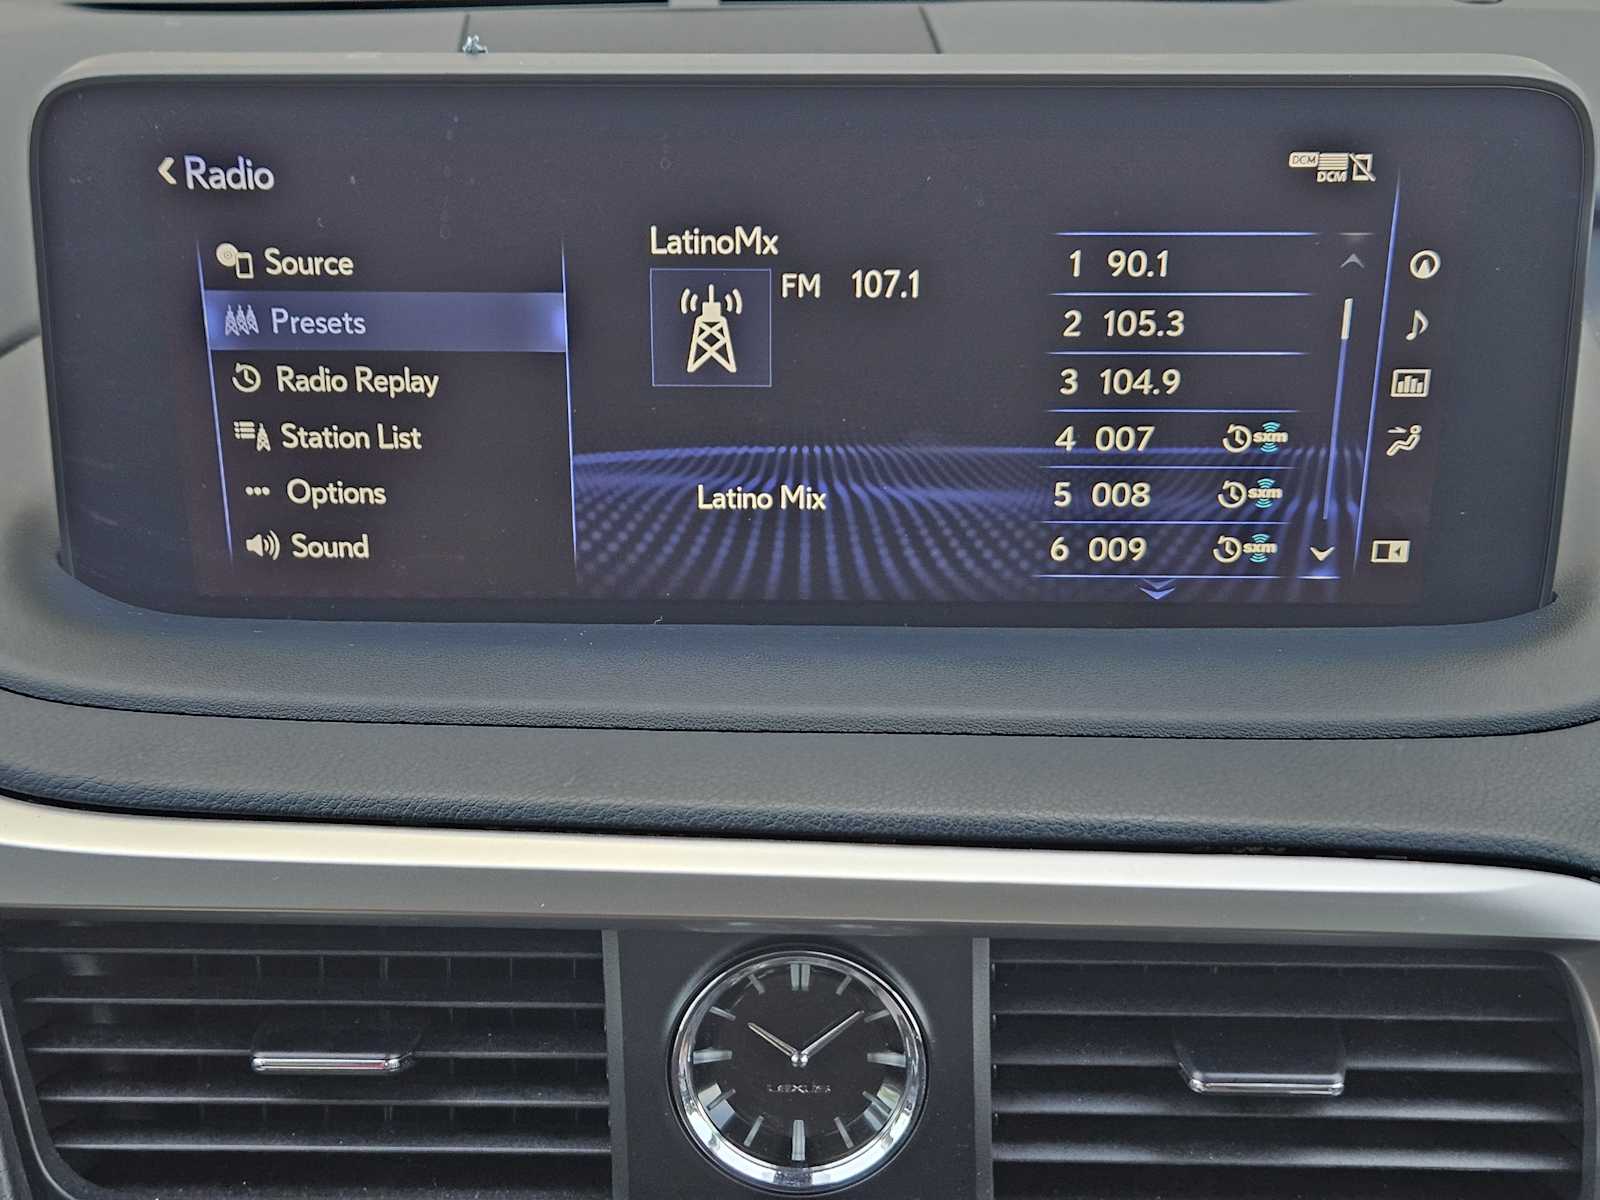 Radio
DCM
DCM
Source
Presets
Radio Replay
Station List
Options
Sound
LatinoMx
FM 107.1
Latino Mix
1 90.1
2 105.3
3 104.9
4 007 sxm
5 008 sxm
6 009 sxm
LEXUS